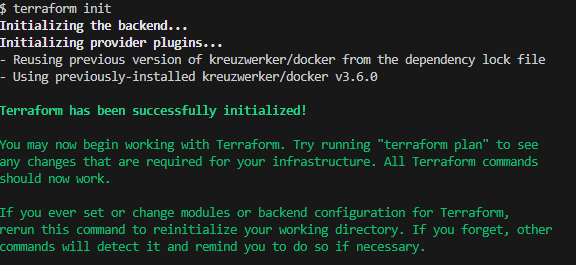 $ terraform init
Initializing the backend...
Initializing provider plugins...
- Reusing previous version of kreuzwerker/docker from the dependency lock file
- Using previously-installed kreuzwerker/docker v3.6.0
Terraform has been successfully initialized!
You may now begin working with Terraform. Try running "terraform plan" to see
any changes that are required for your infrastructure. All Terraform commands
should now work.
If you ever set or change modules or backend configuration for Terraform,
rerun this command to reinitialize your working directory. If you forget, other
commands will detect it and remind you to do so if necessary.